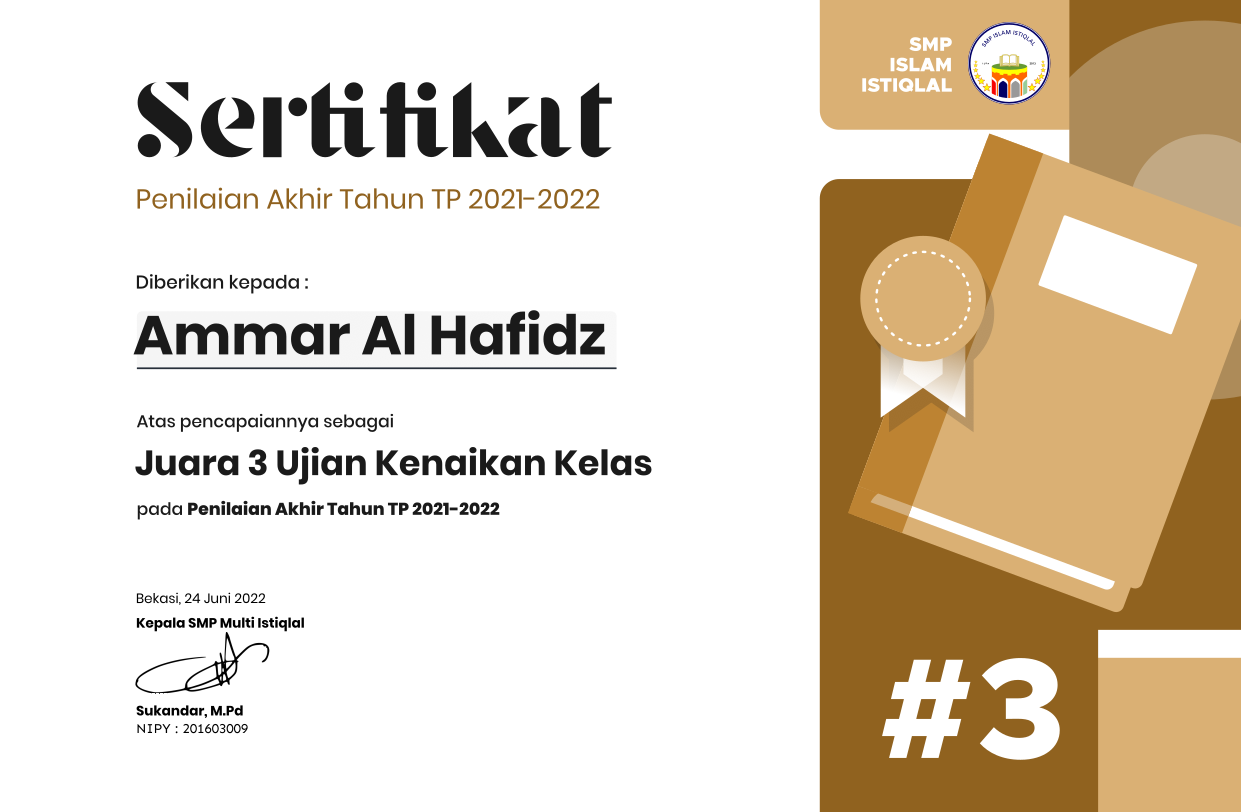 Sertifikat
Penilaian Akhir Tahun TP 2021-2022
Diberikan kepada :
Ammar Al Hafidz
Atas pencapaiannya sebagai
Juara 3 Ujian Kenaikan Kelas
pada Penilaian Akhir Tahun TP 2021-2022
Bekasi, 24 Juni 2022
Kepala SMP Multi Istiqlal
Sukandar, M.Pd
NIPY : 201603009
SMP
ISLAM
ISTIQLAL
SMP ISLAM ISTIQLAL
#3